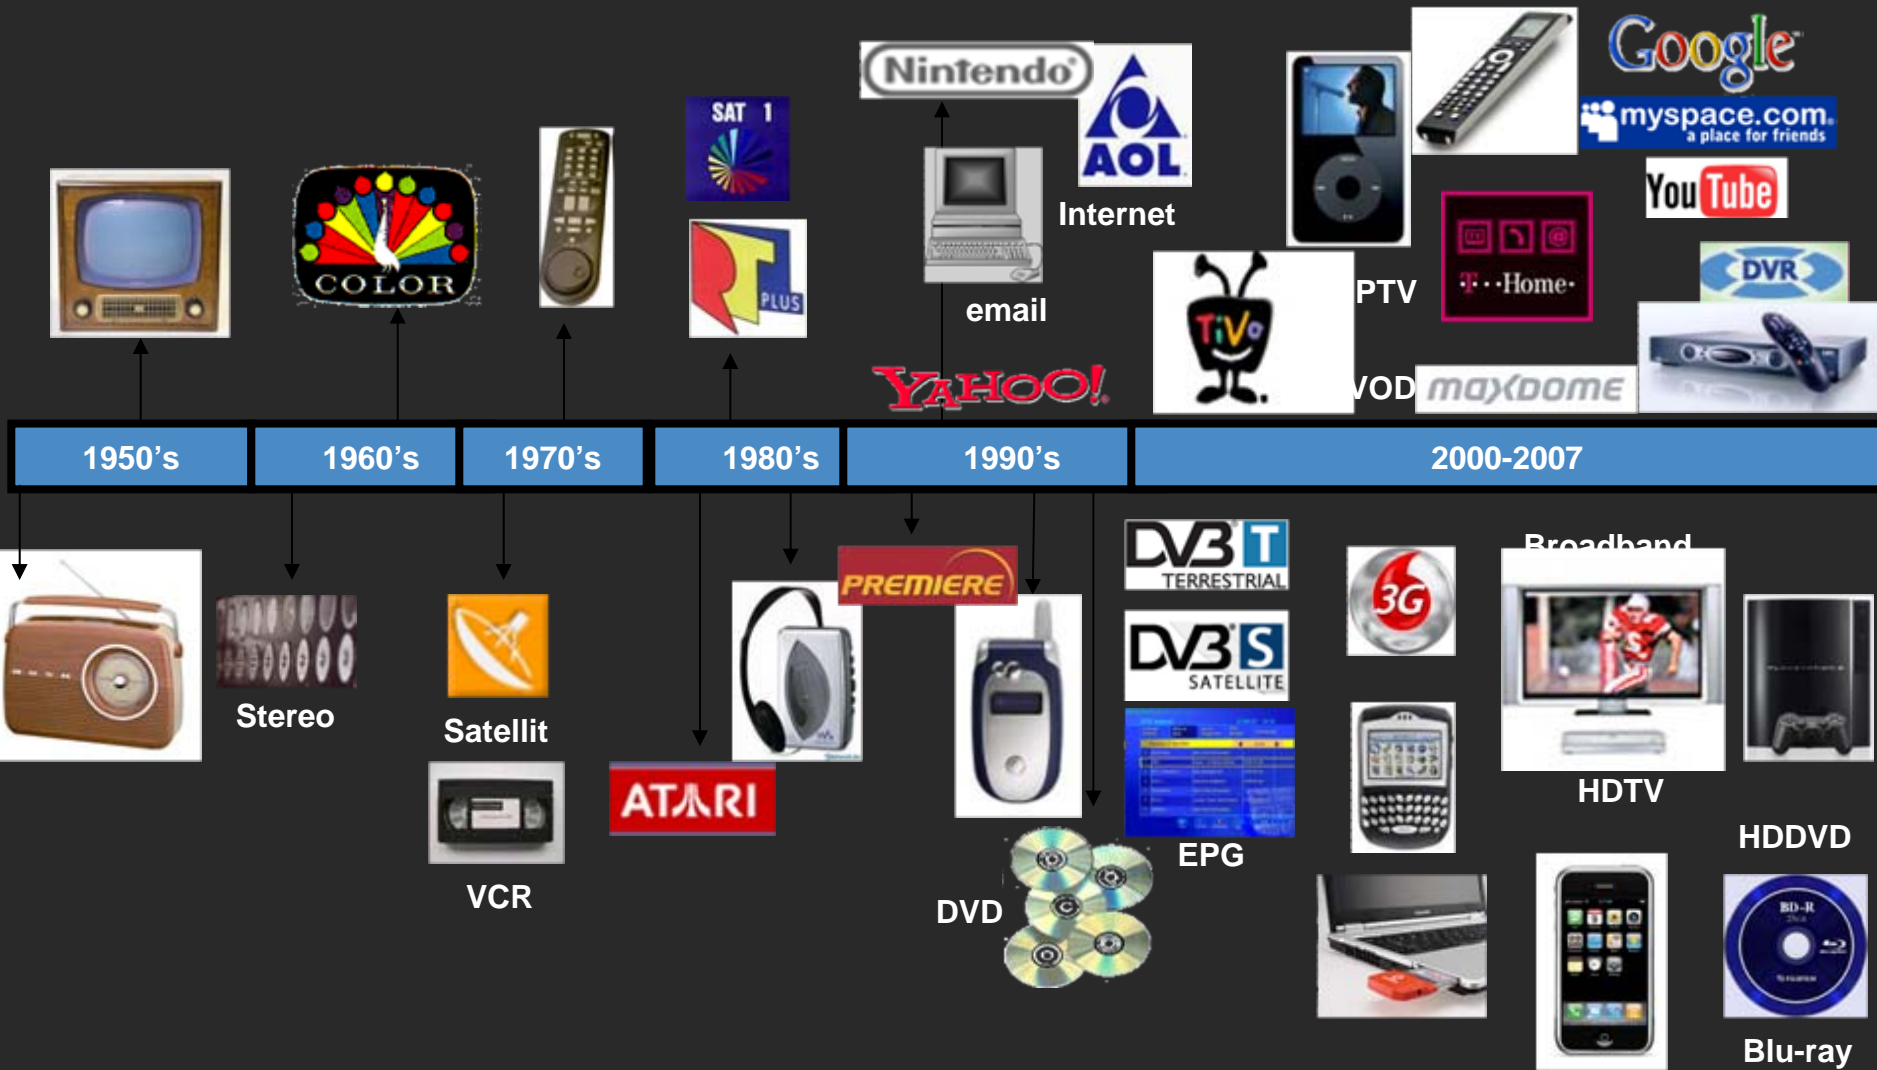 Nintendo
AOL
Internet
email
YAHOO!
SAT 1
PLUS
COLOR
TiVo
PTV
VOD
maxdome
T··Home·
Google
myspace.com
a place for friends
YouTube
DVR
1950's
1960's
1970's
1980's
1990's
2000-2007
Stereo
Satellit
VCR
ATARI
PREMIERE
DVD
DVB T
TERRESTRIAL
DVB S
SATELLITE
EPG
3G
Broadband
HDTV
HDDVD
BD-R
Blu-ray